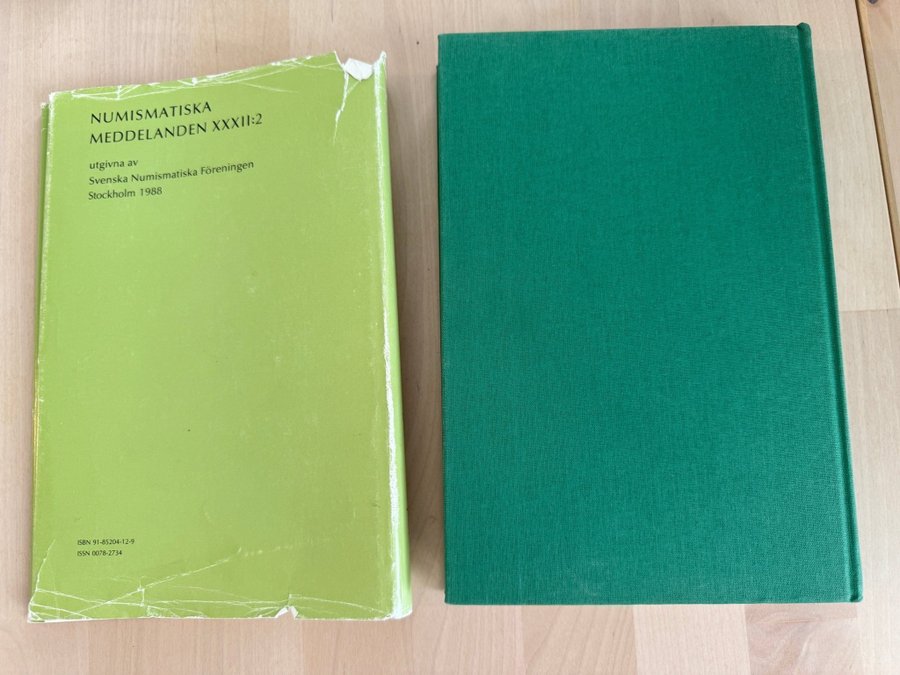 NUMISMATISKA
MEDDELANDEN XXXII:2
utgivna av
Svenska Numismatiska Föreningen
Stockholm 1988
ISBN 91-85204-12-9
ISSN 0078-2734